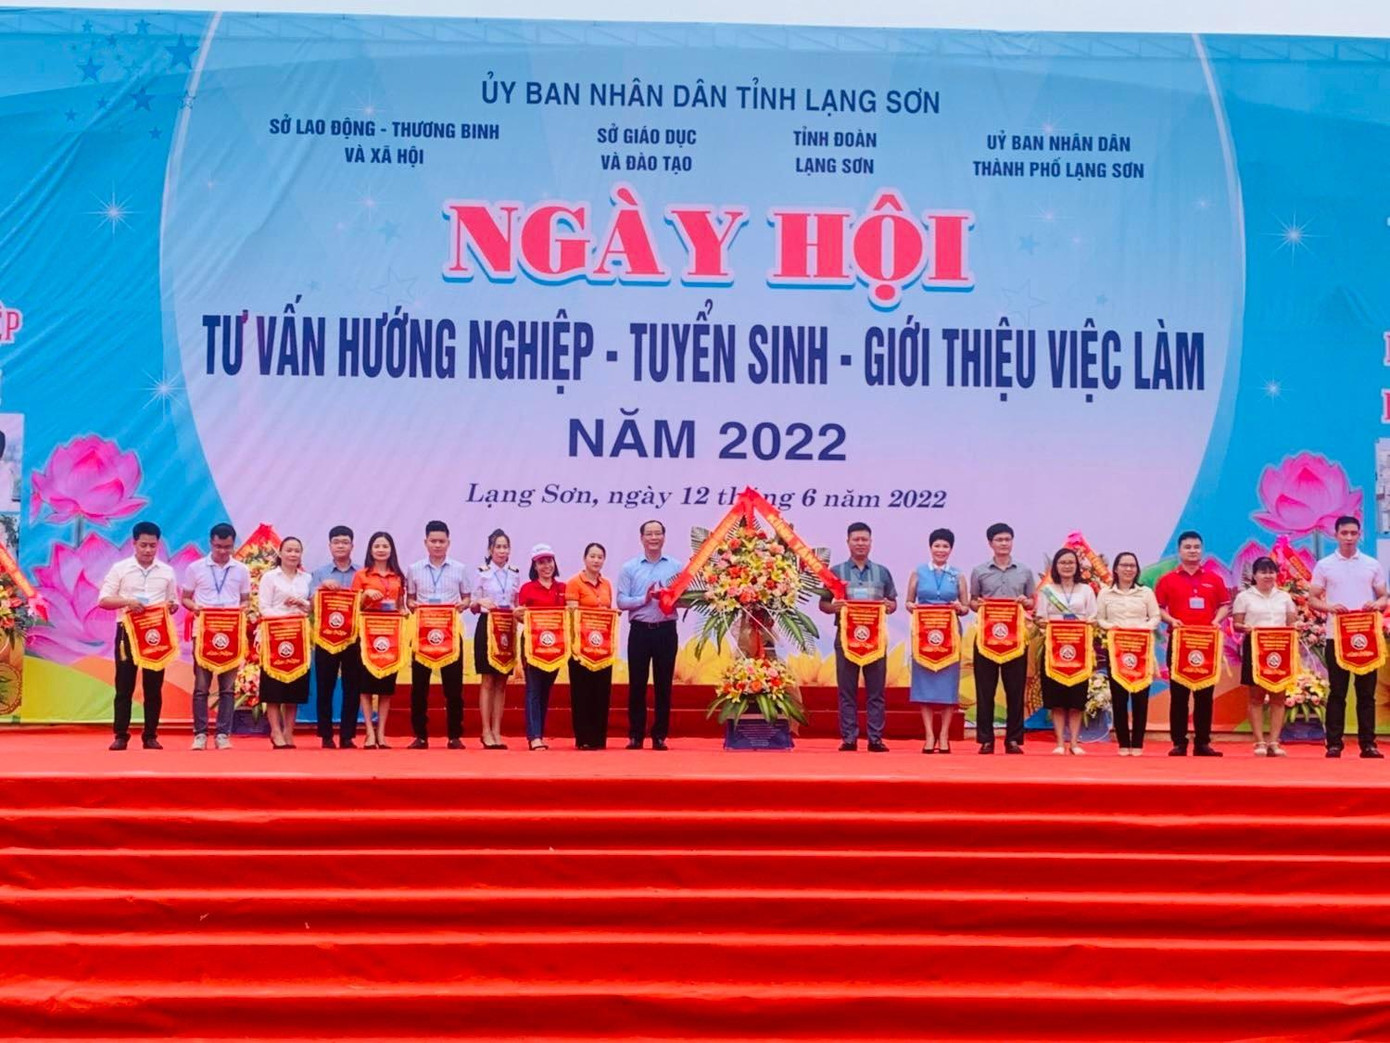 ỦY BAN NHÂN DÂN TỈNH LẠNG SƠN
SỞ LAO ĐỘNG - THƯƠNG BINH
VÀ XÃ HỘI
SỞ GIÁO DỤC
VÀ ĐÀO TẠO
TỈNH ĐOÀN
LẠNG SƠN
UỶ BAN NHÂN DÂN
THÀNH PHỐ LẠNG SƠN
NGÀY HỘI
TƯ VẤN HƯỚNG NGHIỆP - TUYỂN SINH - GIỚI THIỆU VIỆC LÀM
NĂM 2022
Lạng Sơn, ngày 12 tháng 6 năm 2022